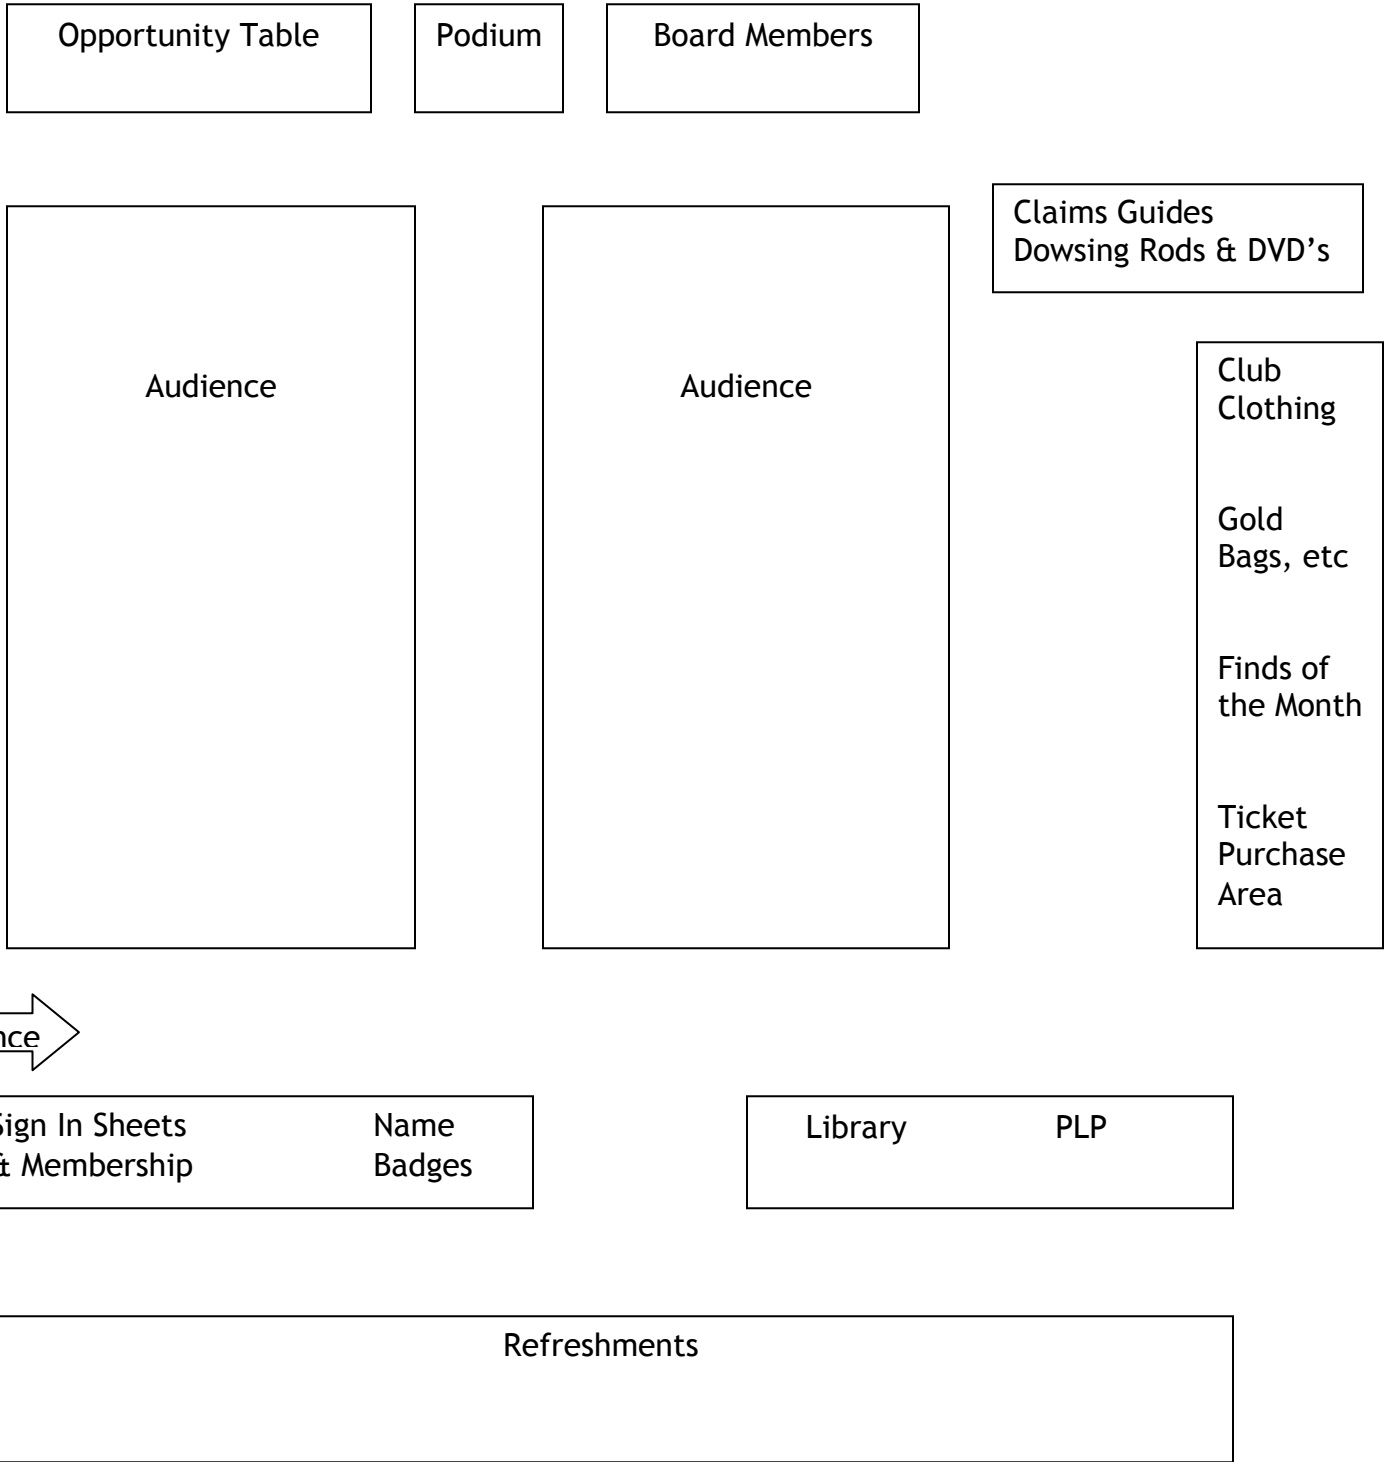 Opportunity Table
Podium
Board Members
Claims Guides
Dowsing Rods & DVD’s
Audience
Audience
Club
Clothing
Gold
Bags, etc
Finds of
the Month
Ticket
Purchase
Area
nce
Sign In Sheets
& Membership
Name
Badges
Library
PLP
Refreshments